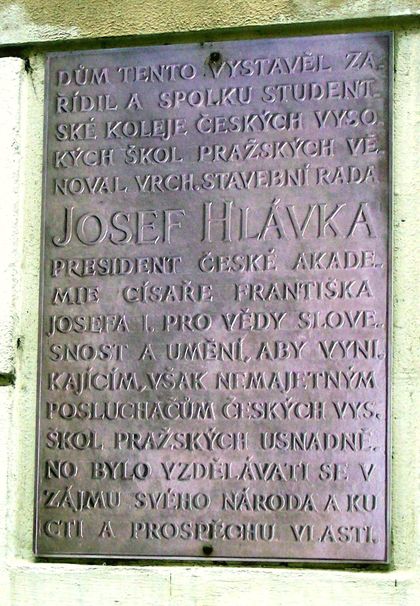 DŮM TENTO VYSTAVĚL ZA-
ŘÍDIL A SPOLKU STUDENT-
SKÉ KOLEJE ČESKÝCH VYSO-
KÝCH ŠKOL PRAŽSKÝCH VĚ-
NOVAL VRCH. STAVEBNÍ RADA
JOSEF HLÁVKA
PRESIDENT ČESKÉ AKADE-
MIE CÍSAŘE FRANTIŠKA
JOSEFA I. PRO VĚDY SLOVE-
SNOST A UMĚNÍ, ABY VYNI-
KAJÍCÍM, VŠAK NEMAJETNÝM
POSLUCHAČŮM ČESKÝCH VYS.
ŠKOL PRAŽSKÝCH USNADNĚ-
NO BYLO VZDĚLÁVATI SE V
ZÁJMU SVÉHO NÁRODA A KU
CTI A PROSPĚCHU VLASTI.